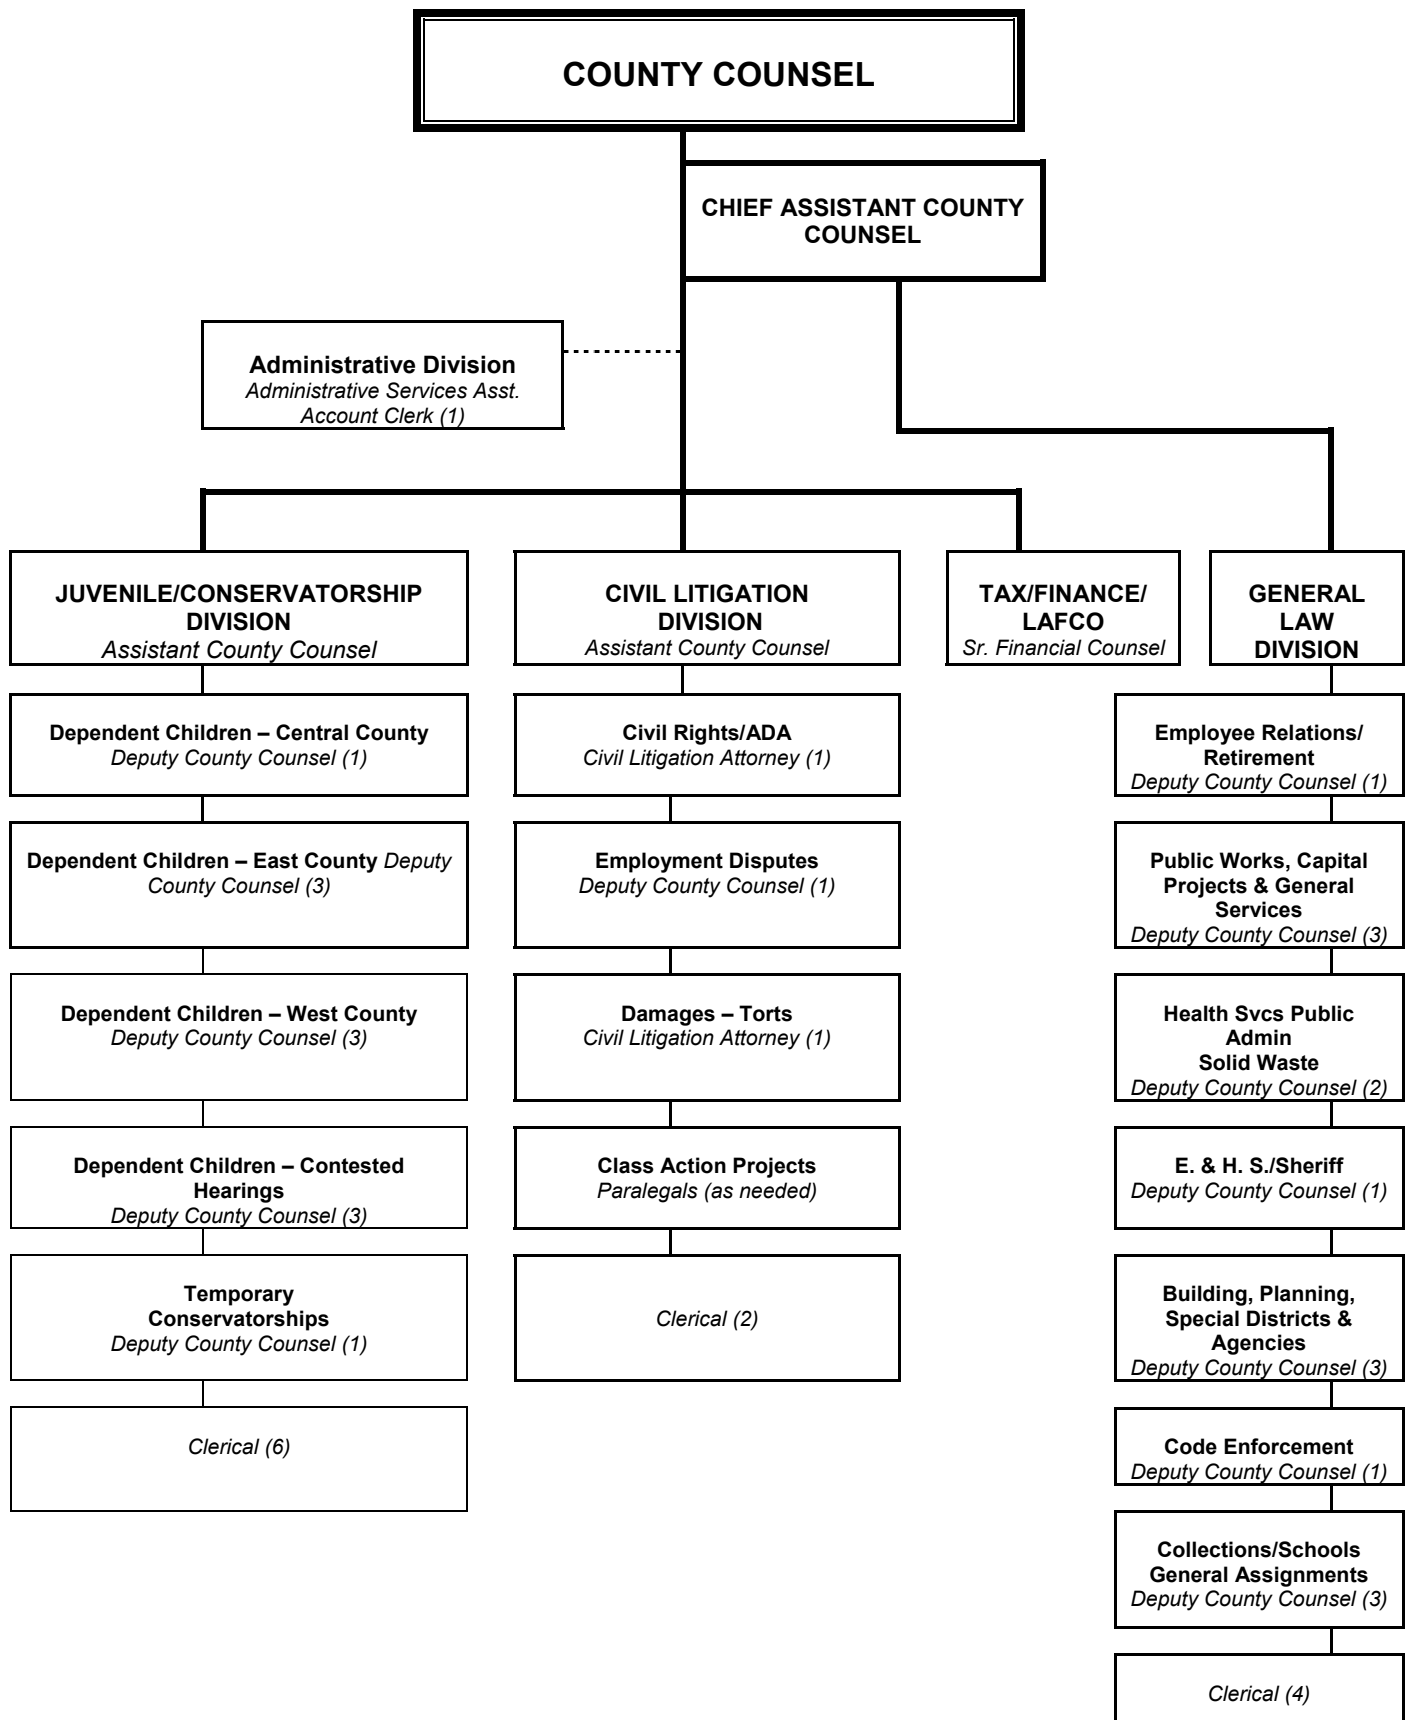 COUNTY COUNSEL
CHIEF ASSISTANT COUNTY
COUNSEL
Administrative Division
Administrative Services Asst.
Account Clerk (1)
JUVENILE/CONSERVATORSHIP
DIVISION
Assistant County Counsel
Dependent Children – Central County
Deputy County Counsel (1)
Dependent Children – East County Deputy
County Counsel (3)
Dependent Children – West County
Deputy County Counsel (3)
Dependent Children – Contested
Hearings
Deputy County Counsel (3)
Temporary
Conservatorships
Deputy County Counsel (1)
Clerical (6)
CIVIL LITIGATION
DIVISION
Assistant County Counsel
Civil Rights/ADA
Civil Litigation Attorney (1)
Employment Disputes
Deputy County Counsel (1)
Damages – Torts
Civil Litigation Attorney (1)
Class Action Projects
Paralegals (as needed)
Clerical (2)
TAX/FINANCE/
LAFCO
Sr. Financial Counsel
GENERAL
LAW
DIVISION
Employee Relations/
Retirement
Deputy County Counsel (1)
Public Works, Capital
Projects & General
Services
Deputy County Counsel (3)
Health Svcs Public
Admin
Solid Waste
Deputy County Counsel (2)
E. & H. S./Sheriff
Deputy County Counsel (1)
Building, Planning,
Special Districts &
Agencies
Deputy County Counsel (3)
Code Enforcement
Deputy County Counsel (1)
Collections/Schools
General Assignments
Deputy County Counsel (3)
Clerical (4)